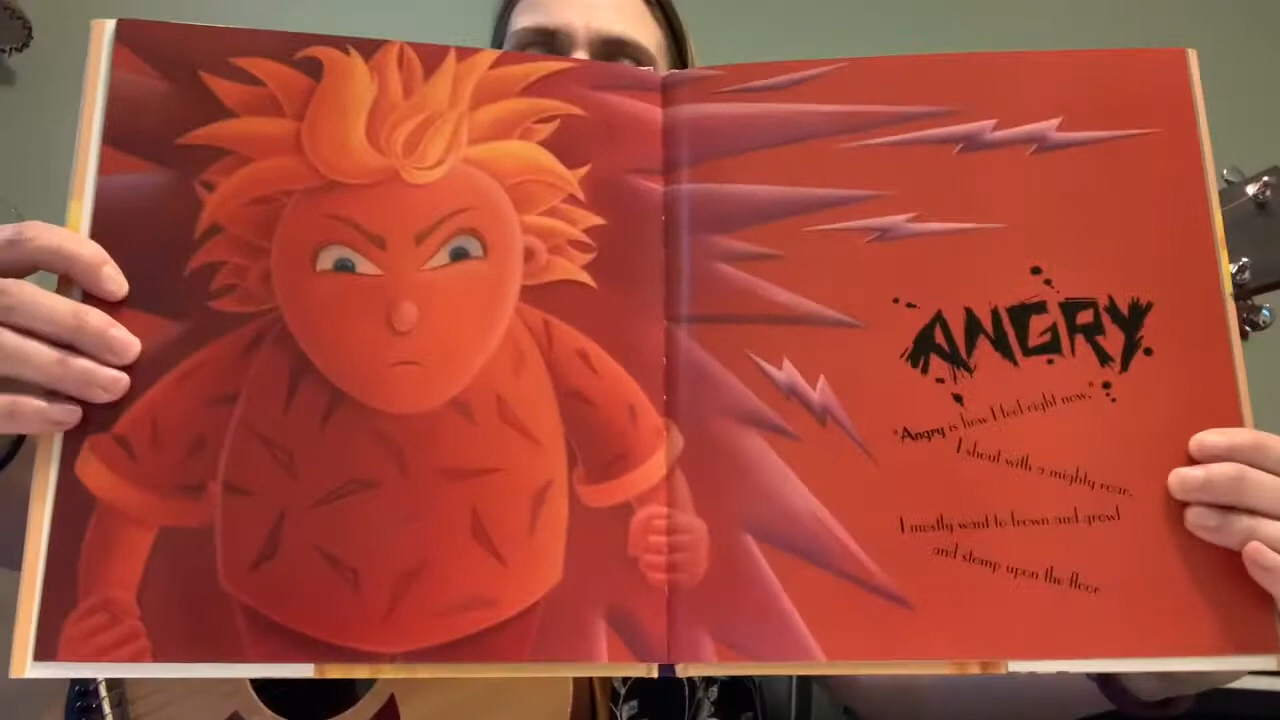 ANGRY
"Angry is how I feel right now."
I shout with a mighty roar.
I mostly want to frown and growl
and stomp upon the floor